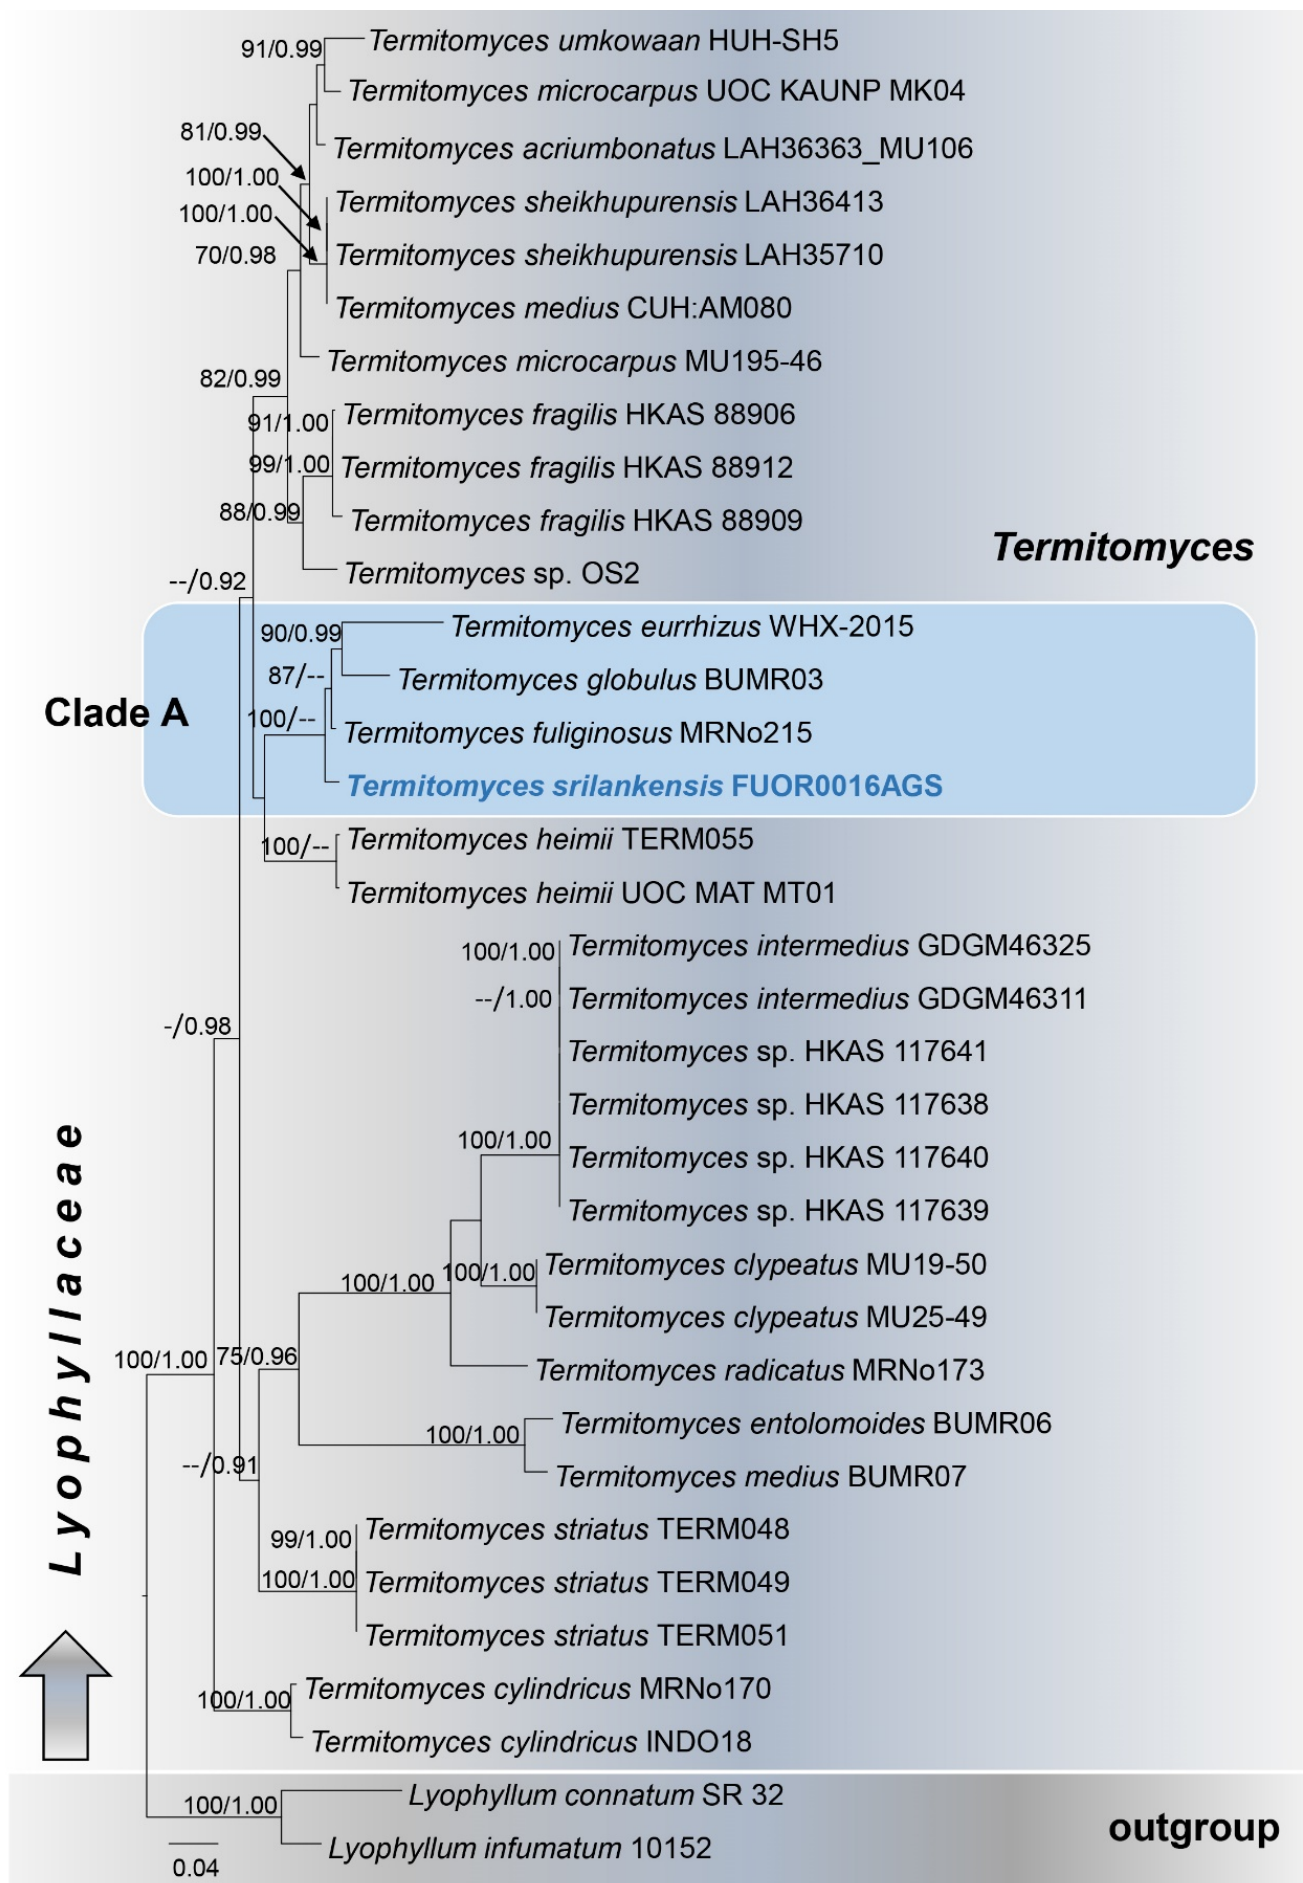 91/0.99
Termitomyces umkowaan HUH-SH5
Termitomyces microcarpus UOC KAUNP MK04
81/0.99
Termitomyces acriumbonatus LAH36363_MU106
100/1.00
Termitomyces sheikhupurensis LAH36413
100/1.00
70/0.98
Termitomyces sheikhupurensis LAH35710
Termitomyces medius CUH:AM080
Termitomyces microcarpus MU195-46
82/0.99
91/1.00
Termitomyces fragilis HKAS 88906
99/1.00
Termitomyces fragilis HKAS 88912
88/0.99
Termitomyces fragilis HKAS 88909
Termitomyces
--/0.92
Termitomyces sp. OS2
90/0.99
Termitomyces eurrhizus WHX-2015
87/--
Termitomyces globulus BUMR03
Clade A
100/--
Termitomyces fuliginosus MRNo215
Termitomyces srilankensis FUOR0016AGS
100/--
Termitomyces heimii TERM055
Termitomyces heimii UOC MAT MT01
100/1.00
Termitomyces intermedius GDGM46325
--/1.00
Termitomyces intermedius GDGM46311
-/0.98
Termitomyces sp. HKAS 117641
Termitomyces sp. HKAS 117638
100/1.00
Termitomyces sp. HKAS 117640
Termitomyces sp. HKAS 117639
Lyophyllaceae
100/1.00
100/1.00
Termitomyces clypeatus MU19-50
Termitomyces clypeatus MU25-49
100/1.00
75/0.96
Termitomyces radicatus MRNo173
100/1.00
Termitomyces entolomoides BUMR06
--/0.91
Termitomyces medius BUMR07
99/1.00
Termitomyces striatus TERM048
100/1.00
Termitomyces striatus TERM049
Termitomyces striatus TERM051
100/1.00
Termitomyces cylindricus MRNo170
Termitomyces cylindricus INDO18
100/1.00
Lyophyllum connatum SR 32
outgroup
Lyophyllum infumatum 10152
0.04